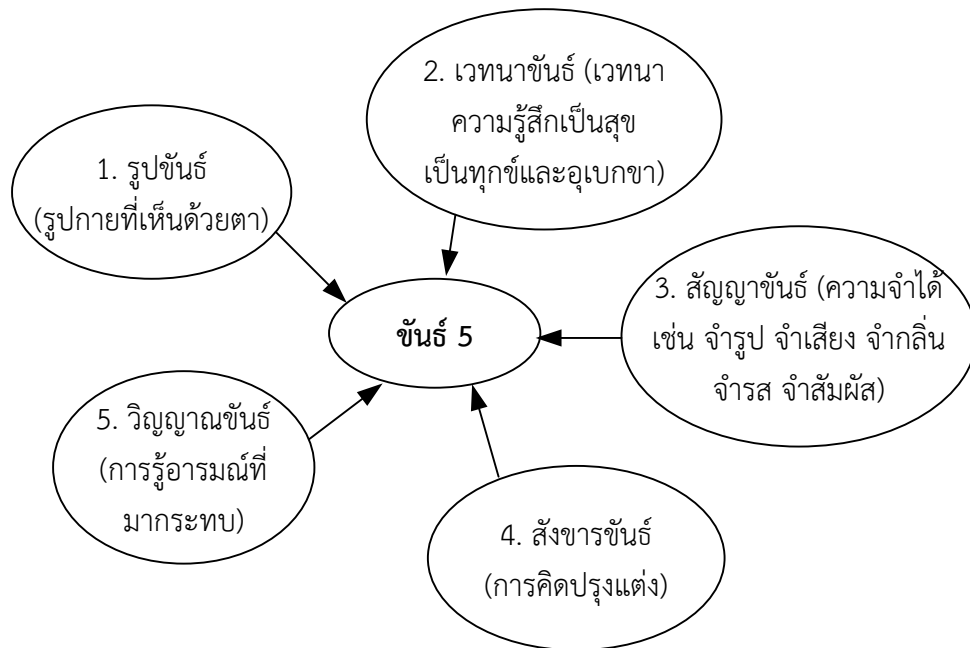 1. รูปขันธ์
(รูปกายที่เห็นด้วยตา)
2. เวทนาขันธ์ (เวทนา
ความรู้สึกเป็นสุข
เป็นทุกข์และอุเบกขา)
3. สัญญาขันธ์ (ความจำได้
เช่น จำรูป จำเสียง จำกลิ่น
จำรส จำสัมผัส)
ขันธ์ 5
4. สังขารขันธ์
(การคิดปรุงแต่ง)
5. วิญญาณขันธ์
(การรู้อารมณ์ที่
มากระทบ)